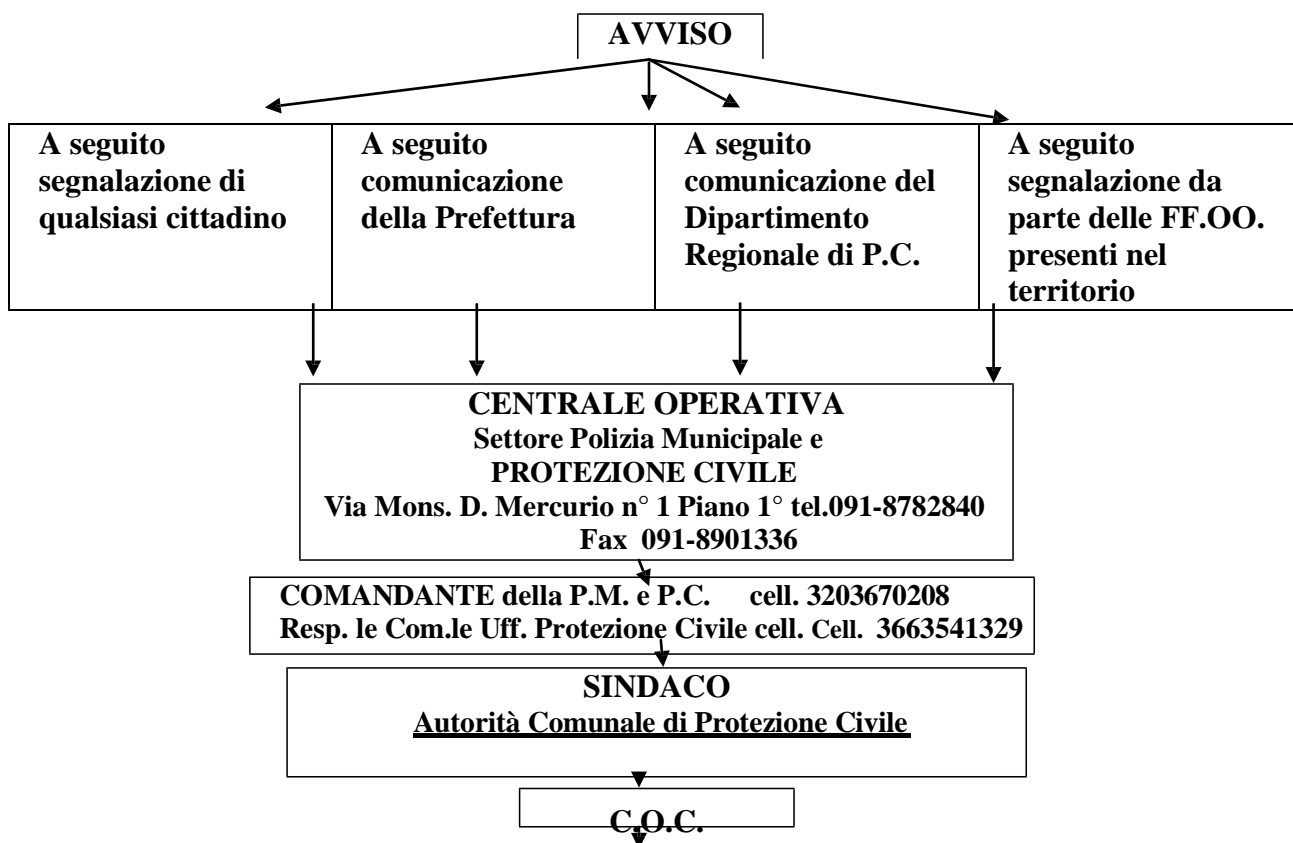 AVVISO
A seguito
segnalazione di
qualsiasi cittadino
A seguito
comunicazione
della Prefettura
A seguito
comunicazione del
Dipartimento
Regionale di P.C.
A seguito
segnalazione da
parte delle FF.OO.
presenti nel
territorio
CENTRALE OPERATIVA
Settore Polizia Municipale e
PROTEZIONE CIVILE
Via Mons. D. Mercurio n° 1 Piano 1° tel.091-8782840
Fax 091-8901336
COMANDANTE della P.M. e P.C. cell. 3203670208
Resp. le Com.le Uff. Protezione Civile cell. Cell. 3663541329
SINDACO
Autorità Comunale di Protezione Civile
C.O.C.